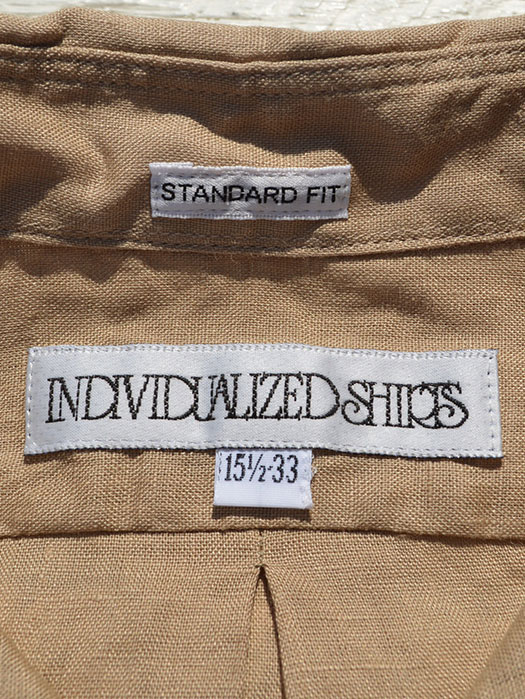 STANDARD FIT
INDIVIDUALIZED SHIRTS
15½-33